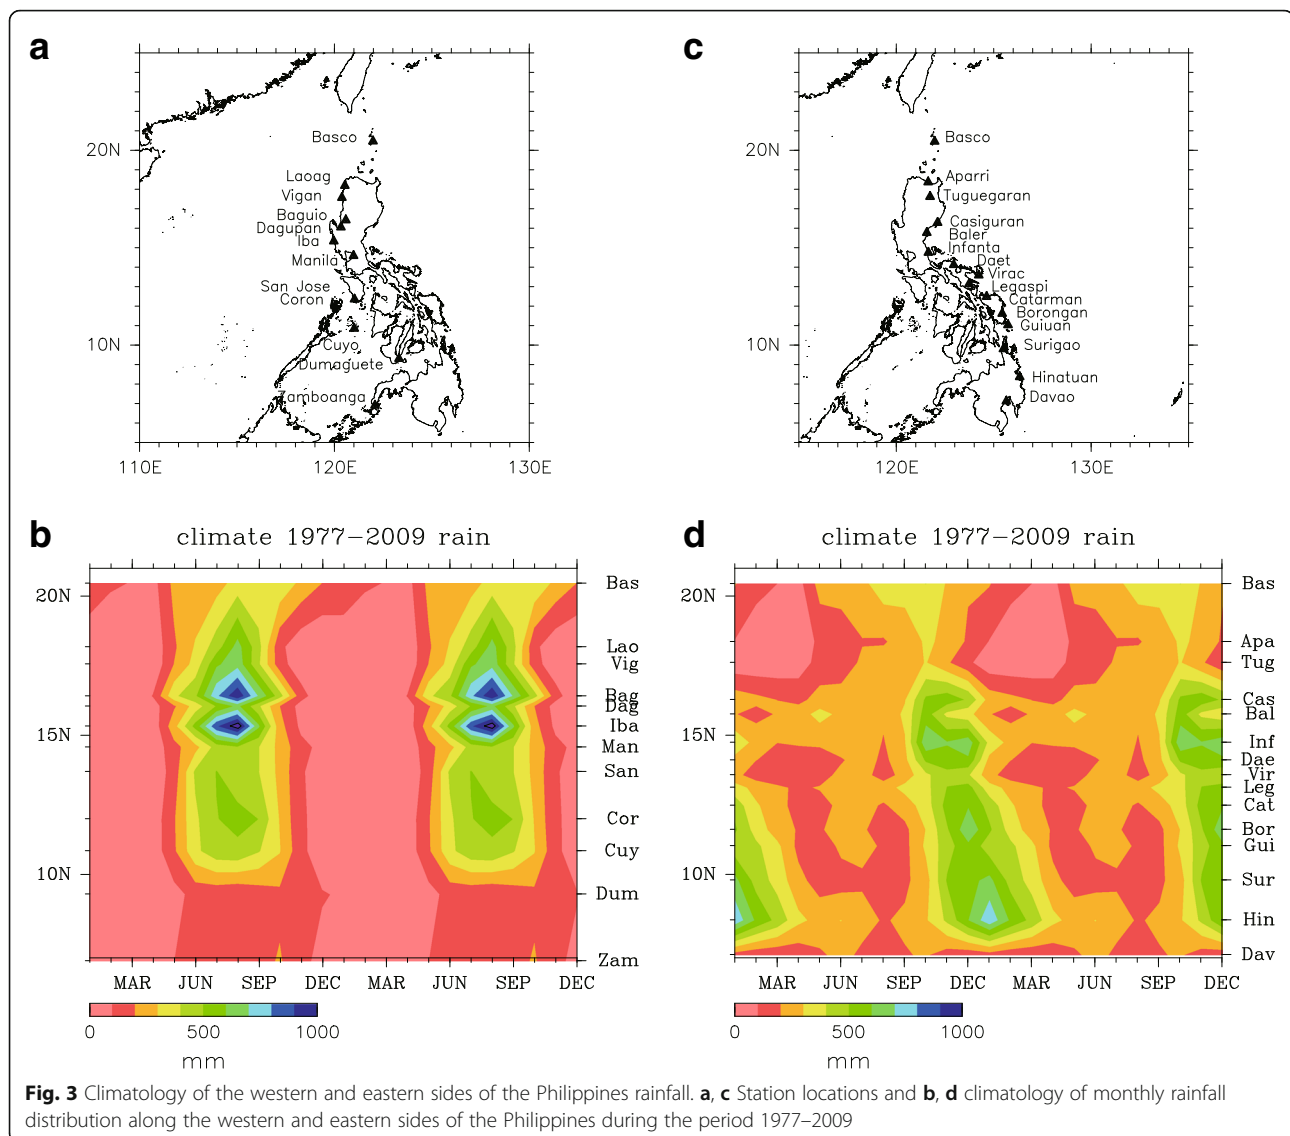 a
Basco
Laoag
Vigan
Baguio
Dagupan
Iba
Manila
San Jose
Coron
Cuyo
Dumaguete
Zamboanga
20N
10N
110E 120E 130E
c
Basco
Aparri
Tuguegaran
Casiguran
Baler
Infanta
Daet
Virac
Legaspi
Catarman
Borongan
Guiuan
Surigao
Hinatuan
Davao
20N
10N
120E 130E
b
climate 1977–2009 rain
20N
15N
10N
Bas
Lao
Vig
Bag
Dag
Iba
Man
San
Cor
Cuy
Dum
Zam
MAR JUN SEP DEC MAR JUN SEP DEC
0 500 1000
mm
d
climate 1977–2009 rain
20N
15N
10N
Bas
Apa
Tug
Cas
Bal
Inf
Dae
Vir
Leg
Cat
Bor
Gui
Sur
Hin
Dav
MAR JUN SEP DEC MAR JUN SEP DEC
0 500 1000
mm
Fig. 3 Climatology of the western and eastern sides of the Philippines rainfall. a, c Station locations and b, d climatology of monthly rainfall
distribution along the western and eastern sides of the Philippines during the period 1977–2009